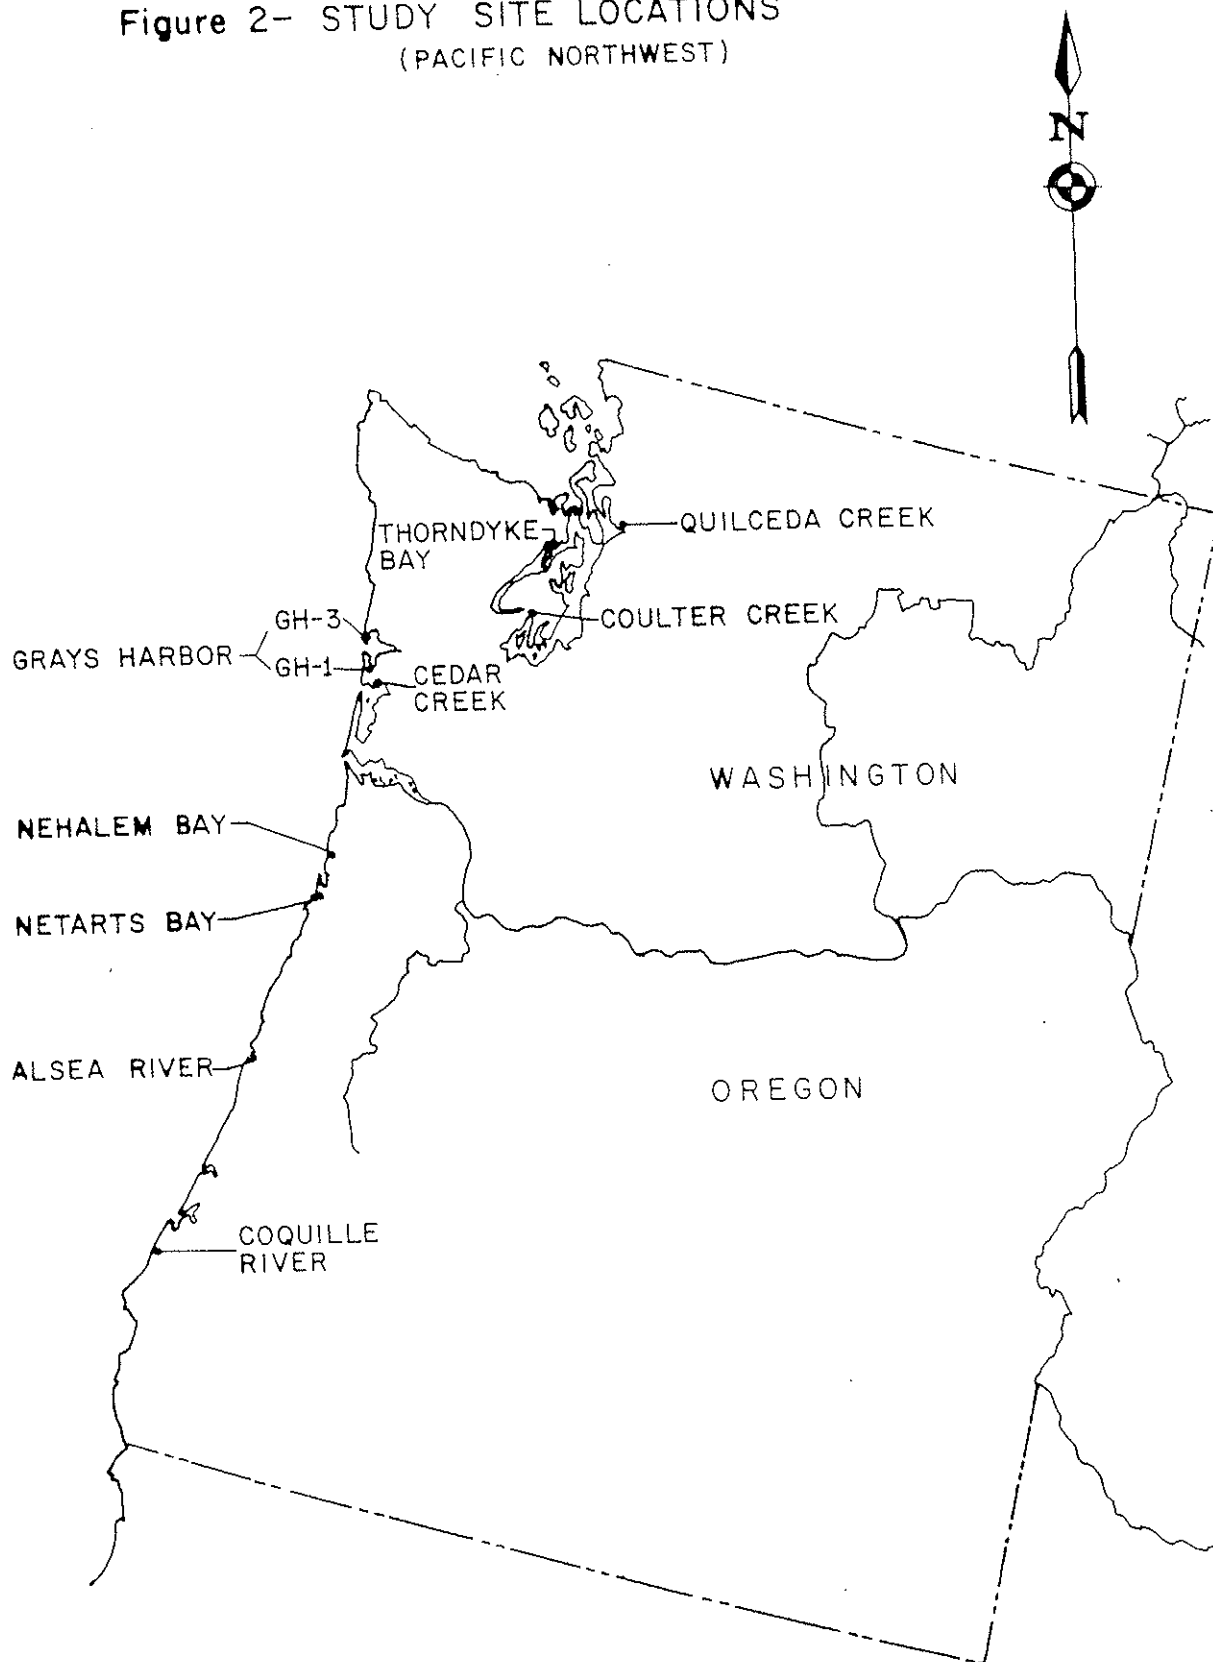 Figure 2- STUDY SITE LOCATIONS
(PACIFIC NORTHWEST)
N
THORNDYKE
BAY
QUILCEDA CREEK
GH-3
COULTER CREEK
GRAYS HARBOR
GH-1
CEDAR
CREEK
WASHINGTON
NEHALEM BAY
NETARTS BAY
ALSEA RIVER
OREGON
COQUILLE
RIVER